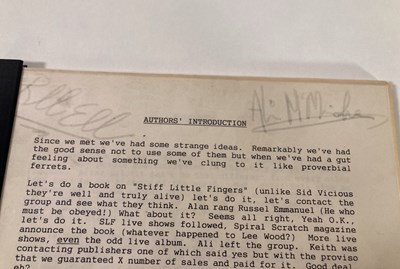 AUTHORS' INTRODUCTION
Since we met we've had some strange ideas. Remarkably we've had
the good sense not to use some of them but when we've had a gut
feeling about something we've clung to it like proverbial
ferrets.
Let's do a book on "Stiff Little Fingers" (unlike Sid Vicious
they're well and truly alive) let's do it. let's contact the
group and see what they think. Alan rang Russel Emmanuel (He who
must be obeyed!) What about it? Seems all right, Yeah O.K..
let's do it. SLF live shows followed, Spiral Scratch magazine
announce the book (whatever happened to Lee Wood?) More live
shows, even the odd live album. Ali left the group. Keith was
contacting publishers one of which said yes but with the proviso
that we guaranteed X number of sales and paid for it. Good deal